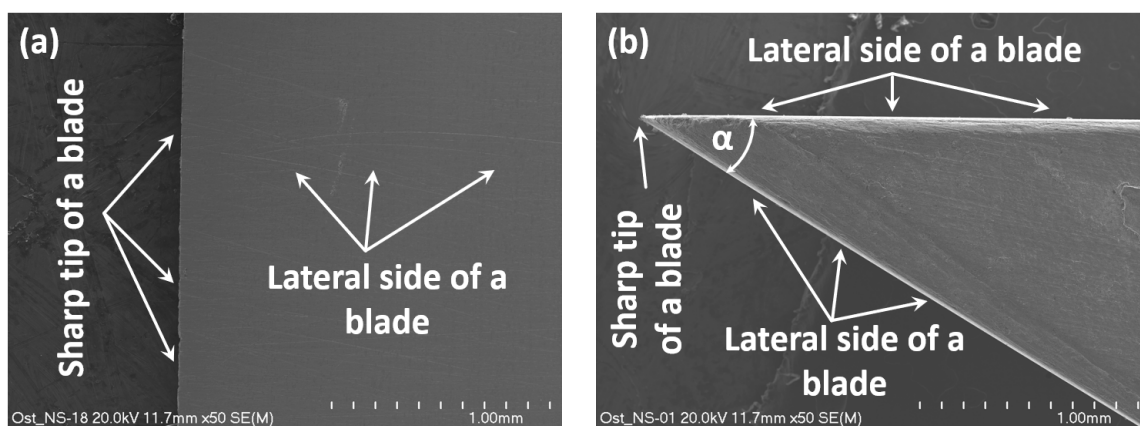 (a)
Sharp tip of a blade
Lateral side of a
blade
Ost_NS-18 20.0kV 11.7mm x50 SE(M)
1.00mm
(b)
Lateral side of a blade
α
Sharp tip
of a blade
Lateral side of a
blade
Ost_NS-01 20.0kV 11.7mm x50 SE(M)
1.00mm